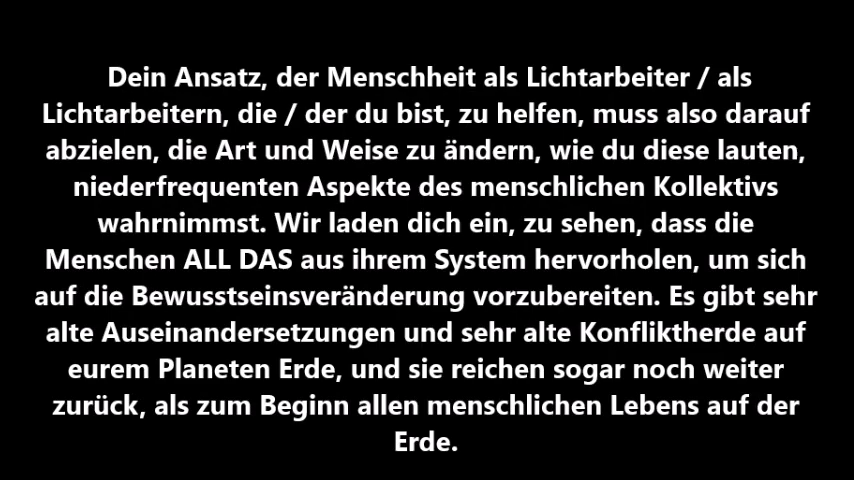 Dein Ansatz, der Menschheit als Lichtarbeiter / als
Lichtarbeitern, die / der du bist, zu helfen, muss also darauf
abzielen, die Art und Weise zu ändern, wie du diese lauten,
niederfrequenten Aspekte des menschlichen Kollektivs
wahrnimmst. Wir laden dich ein, zu sehen, dass die
Menschen ALL DAS aus ihrem System hervorholen, um sich
auf die Bewusstseinsveränderung vorzubereiten. Es gibt sehr
alte Auseinandersetzungen und sehr alte Konfliktherde auf
eurem Planeten Erde, und sie reichen sogar noch weiter
zurück, als zum Beginn allen menschlichen Lebens auf der
Erde.